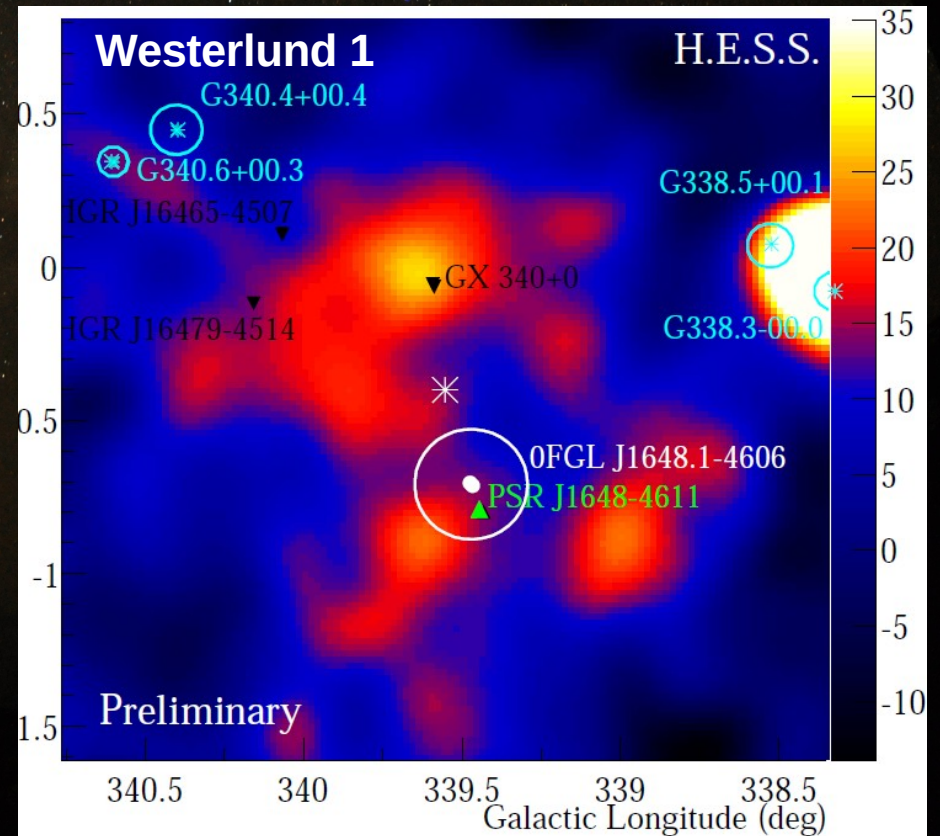 Westerlund 1
H.E.S.S.
35
G340.4+00.4
30
0.5
G340.6+00.3
25
G338.5+00.1
IGR J16465-4507
20
0
GX 340+0
IGR J16479-4514
G338.3-00.0
15
10
0.5
0FGL J1648.1-4606
5
PSR J1648-4611
0
-1
-5
Preliminary
-10
1.5
340.5 340 339.5 339 338.5
Galactic Longitude (deg)